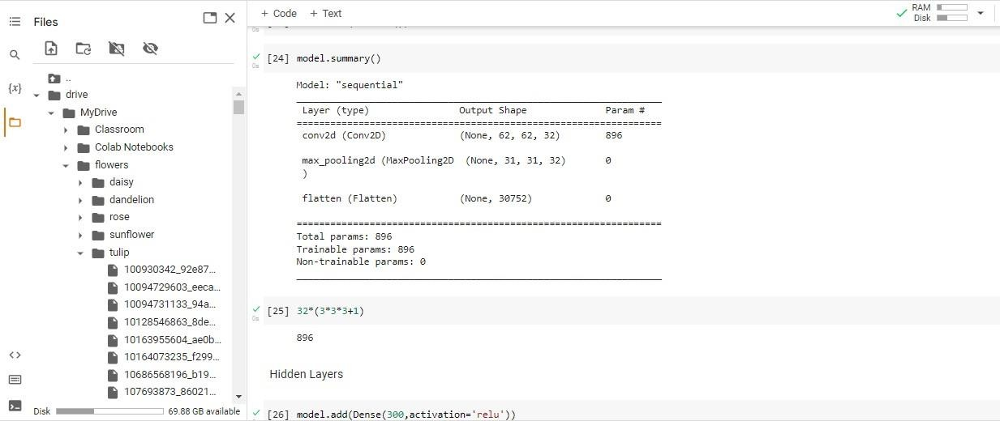 Files
..
drive
MyDrive
Classroom
Colab Notebooks
flowers
daisy
dandelion
rose
sunflower
tulip
100930342_92e87...
10094729603_eeca...
10094731133_94a...
10128546863_8de...
10163955604_ae0b...
10164073235_f299...
10686568196_b19...
107693873_86021...
Disk 69.88 GB available
{x}
<>
+ Code + Text
RAM
Disk
0s
[24] model.summary()
0s
Model: "sequential"
Layer (type) Output Shape Param #
=================================================================
conv2d (Conv2D) (None, 62, 62, 32) 896
max_pooling2d (MaxPooling2D (None, 31, 31, 32) 0
)
flatten (Flatten) (None, 30752) 0
=================================================================
Total params: 896
Trainable params: 896
Non-trainable params: 0
[25] 32*(3*3*3+1)
0s
896
Hidden Layers
[26] model.add(Dense(300,activation='relu'))